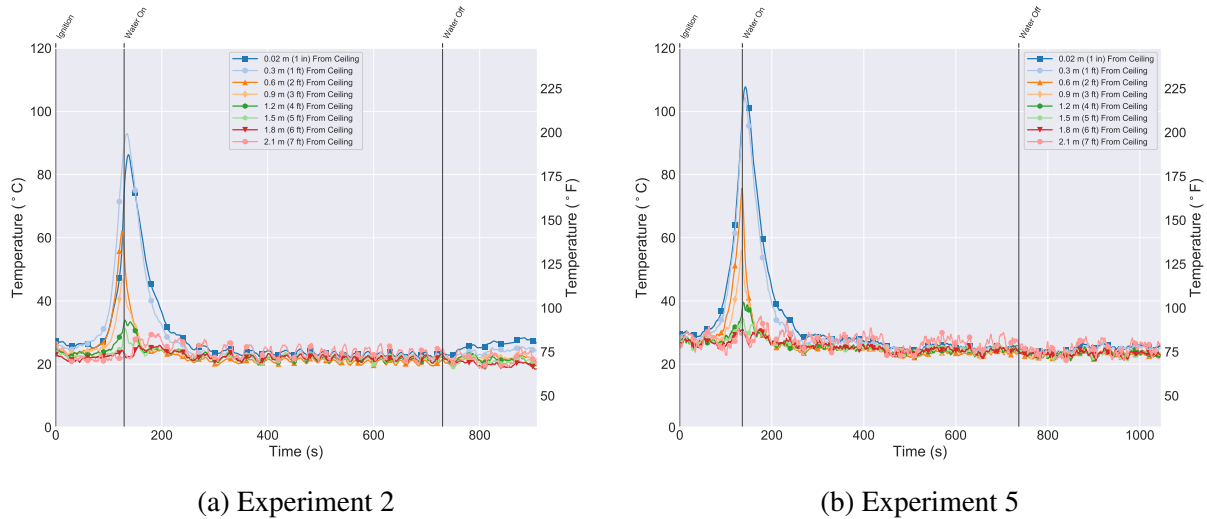 Ignition
Water On
Water Off
120
100
80
60
40
20
0
Temperature (°C)
0.02 m (1 in) From Ceiling
0.3 m (1 ft) From Ceiling
0.6 m (2 ft) From Ceiling
0.9 m (3 ft) From Ceiling
1.2 m (4 ft) From Ceiling
1.5 m (5 ft) From Ceiling
1.8 m (6 ft) From Ceiling
2.1 m (7 ft) From Ceiling
225
200
175
150
125
100
75
50
Temperature (°F)
0 200 400 600 800
Time (s)
(a) Experiment 2
Ignition
Water On
Water Off
120
100
80
60
40
20
0
Temperature (°C)
0.02 m (1 in) From Ceiling
0.3 m (1 ft) From Ceiling
0.6 m (2 ft) From Ceiling
0.9 m (3 ft) From Ceiling
1.2 m (4 ft) From Ceiling
1.5 m (5 ft) From Ceiling
1.8 m (6 ft) From Ceiling
2.1 m (7 ft) From Ceiling
225
200
175
150
125
100
75
50
Temperature (°F)
0 200 400 600 800 1000
Time (s)
(b) Experiment 5